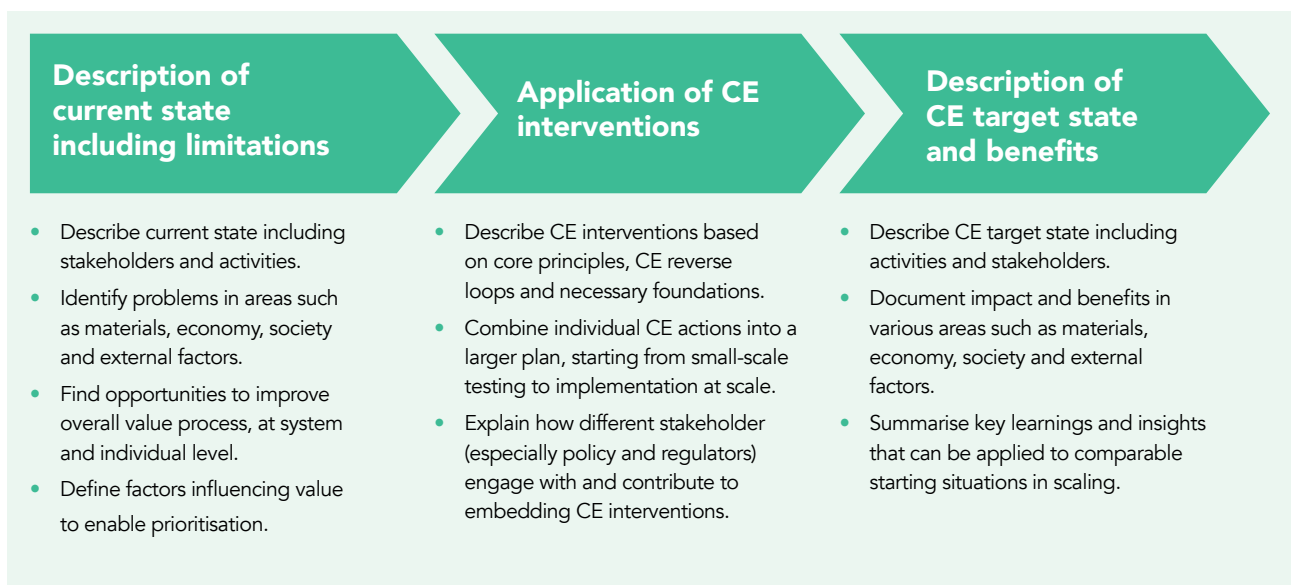 Description of
current state
including limitations
• Describe current state including
stakeholders and activities.
• Identify problems in areas such
as materials, economy, society
and external factors.
• Find opportunities to improve
overall value process, at system
and individual level.
• Define factors influencing value
to enable prioritisation.
Application of CE
interventions
• Describe CE interventions based
on core principles, CE reverse
loops and necessary foundations.
• Combine individual CE actions into a
larger plan, starting from small-scale
testing to implementation at scale.
• Explain how different stakeholder
(especially policy and regulators)
engage with and contribute to
embedding CE interventions.
Description of
CE target state
and benefits
• Describe CE target state including
activities and stakeholders.
• Document impact and benefits in
various areas such as materials,
economy, society and external
factors.
• Summarise key learnings and insights
that can be applied to comparable
starting situations in scaling.